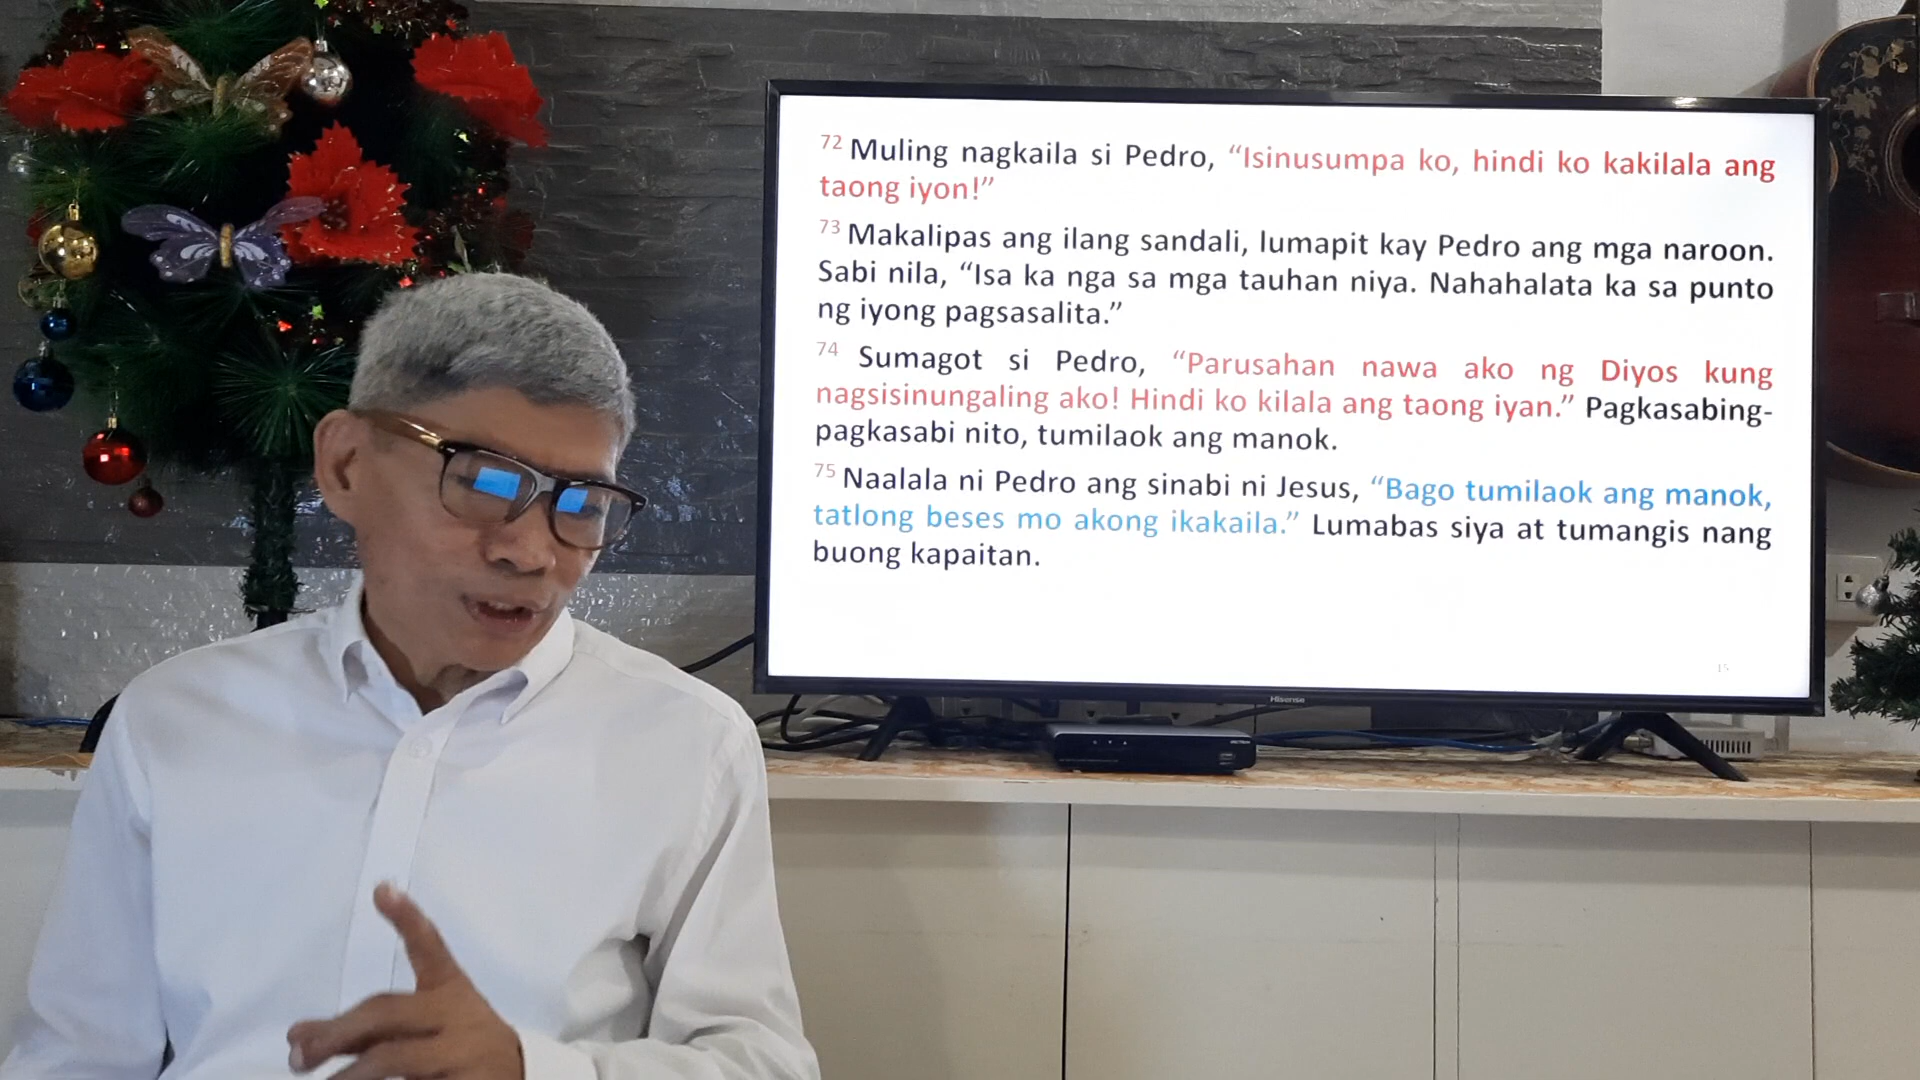 72 Muling nagkaila si Pedro, “Isinusumpa ko, hindi ko kakilala ang
taong iyon!”
73 Makalipas ang ilang sandali, lumapit kay Pedro ang mga naroon.
Sabi nila, “Isa ka nga sa mga tauhan niya. Nahahalata ka sa punto
ng iyong pagsasalita.”
74 Sumagot si Pedro, “Parusahan nawa ako ng Diyos kung
nagsisinungaling ako! Hindi ko kilala ang taong iyan.” Pagkasabing-
pagkasabi nito, tumilaok ang manok.
75 Naalala ni Pedro ang sinabi ni Jesus, “Bago tumilaok ang manok,
tatlong beses mo akong ikakaila.” Lumabas siya at tumangis nang
buong kapaitan.
15
Hisense